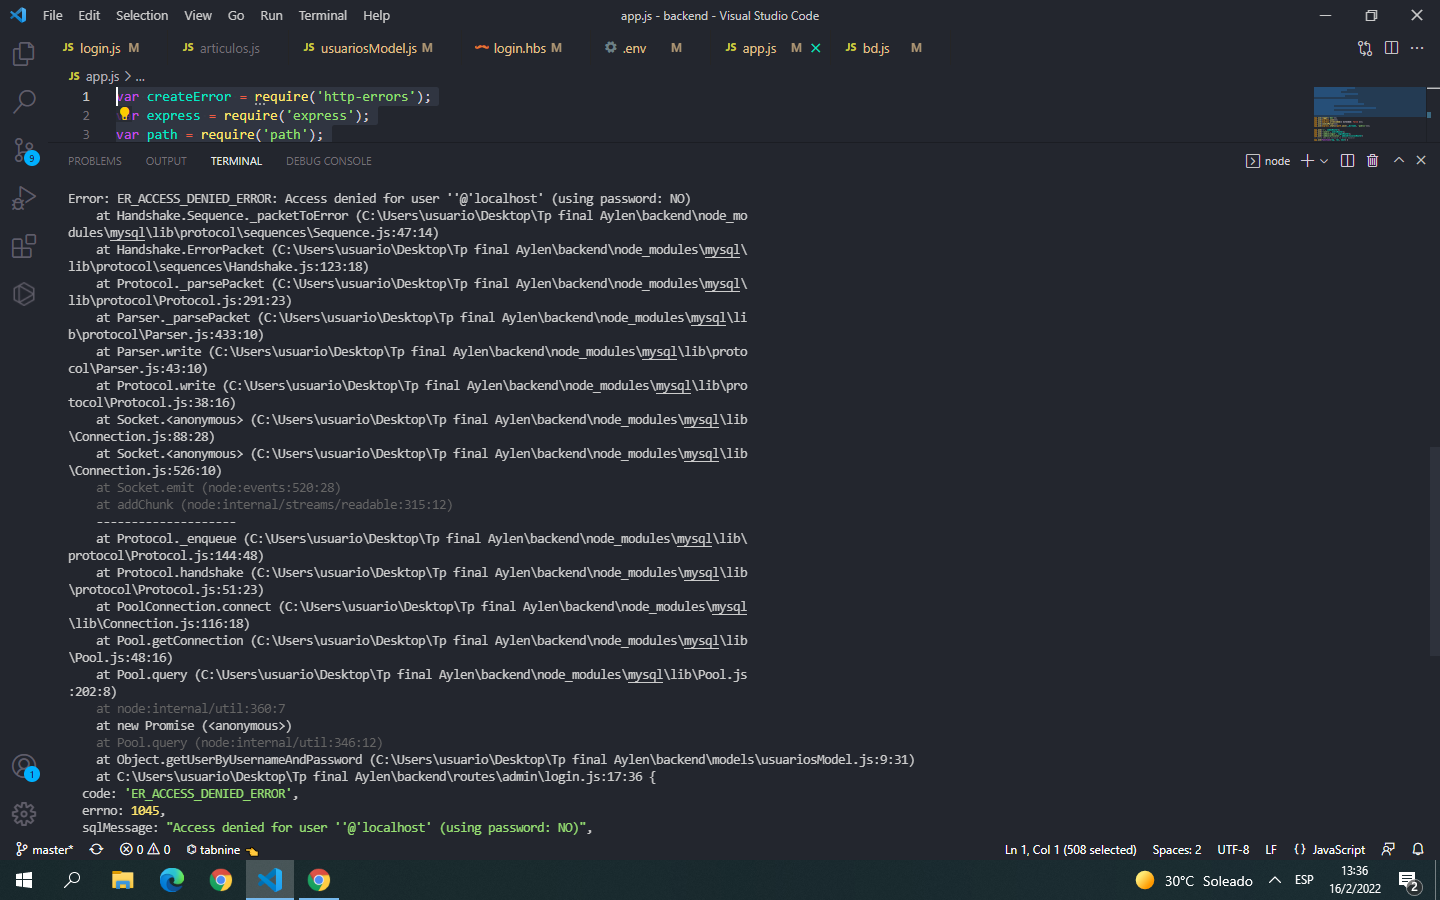 File Edit Selection View Go Run Terminal Help app.js - backend - Visual Studio Code
JS login.js M JS articulos.js JS usuariosModel.js M login.hbs M .env M JS app.js M JS bd.js M
JS app.js > ...
1 var createError = require('http-errors');
2 r express = require('express');
3 var path = require('path');
PROBLEMS OUTPUT TERMINAL DEBUG CONSOLE node
Error: ER_ACCESS_DENIED_ERROR: Access denied for user ''@'localhost' (using password: NO)
at Handshake.Sequence._packetToError (C:\Users\usuario\Desktop\Tp final Aylen\backend\node_mo
dules\mysql\lib\protocol\sequences\Sequence.js:47:14)
at Handshake.ErrorPacket (C:\Users\usuario\Desktop\Tp final Aylen\backend\node_modules\mysql\
lib\protocol\sequences\Handshake.js:123:18)
at Protocol._parsePacket (C:\Users\usuario\Desktop\Tp final Aylen\backend\node_modules\mysql\
lib\protocol\Protocol.js:291:23)
at Parser._parsePacket (C:\Users\usuario\Desktop\Tp final Aylen\backend\node_modules\mysql\li
b\protocol\Parser.js:433:10)
at Parser.write (C:\Users\usuario\Desktop\Tp final Aylen\backend\node_modules\mysql\lib\proto
col\Parser.js:43:10)
at Protocol.write (C:\Users\usuario\Desktop\Tp final Aylen\backend\node_modules\mysql\lib\pro
tocol\Protocol.js:38:16)
at Socket.<anonymous> (C:\Users\usuario\Desktop\Tp final Aylen\backend\node_modules\mysql\lib
\Connection.js:88:28)
at Socket.<anonymous> (C:\Users\usuario\Desktop\Tp final Aylen\backend\node_modules\mysql\lib
\Connection.js:526:10)
at Socket.emit (node:events:520:28)
at addChunk (node:internal/streams/readable:315:12)
--------------------
at Protocol._enqueue (C:\Users\usuario\Desktop\Tp final Aylen\backend\node_modules\mysql\lib\
protocol\Protocol.js:144:48)
at Protocol.handshake (C:\Users\usuario\Desktop\Tp final Aylen\backend\node_modules\mysql\lib
\protocol\Protocol.js:51:23)
at PoolConnection.connect (C:\Users\usuario\Desktop\Tp final Aylen\backend\node_modules\mysql
\lib\Connection.js:116:18)
at Pool.getConnection (C:\Users\usuario\Desktop\Tp final Aylen\backend\node_modules\mysql\lib
\Pool.js:48:16)
at Pool.query (C:\Users\usuario\Desktop\Tp final Aylen\backend\node_modules\mysql\lib\Pool.js
:202:8)
at node:internal/util:360:7
at new Promise (<anonymous>)
at Pool.query (node:internal/util:346:12)
at Object.getUserByUsernameAndPassword (C:\Users\usuario\Desktop\Tp final Aylen\backend\models\usuariosModel.js:9:31)
at C:\Users\usuario\Desktop\Tp final Aylen\backend\routes\admin\login.js:17:36 {
code: 'ER_ACCESS_DENIED_ERROR',
errno: 1045,
sqlMessage: "Access denied for user ''@'localhost' (using password: NO)",
9
1
master* 0 0 tabnine Ln 1, Col 1 (508 selected) Spaces: 2 UTF-8 LF {} JavaScript
30°C Soleado ESP 13:36
16/2/2022 2